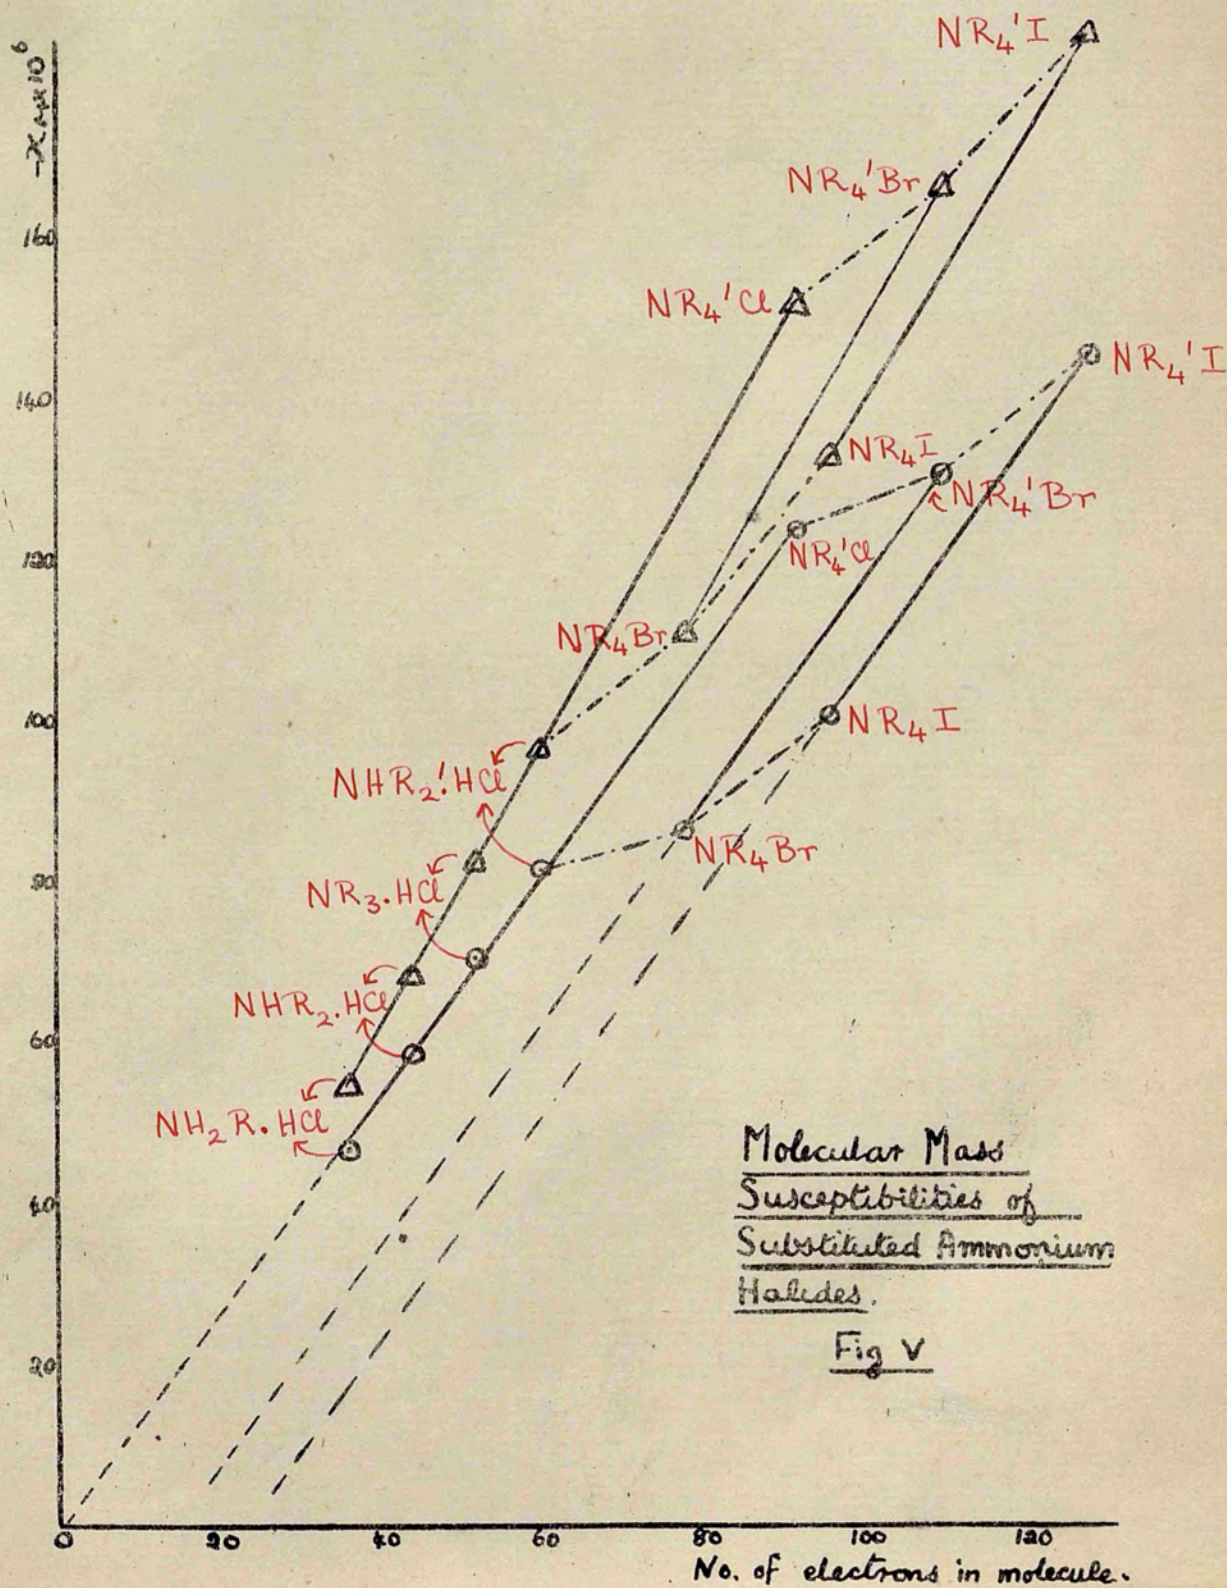 -χM×10⁶
NR₄'I
NR₄'Br
160
NR₄'Cl
NR₄'I
140
NR₄I
NR₄'Br
NR₄'Cl
120
NR₄Br
NR₄I
100
NHR₂'.HCl
NR₄Br
80
NR₃.HCl
NHR₂.HCl
60
NH₂R.HCl
40
20
Molecular Mass
Susceptibilities of
Substituted Ammonium
Halides.
Fig V
0 20 40 60 80 100 120
No. of electrons in molecule.